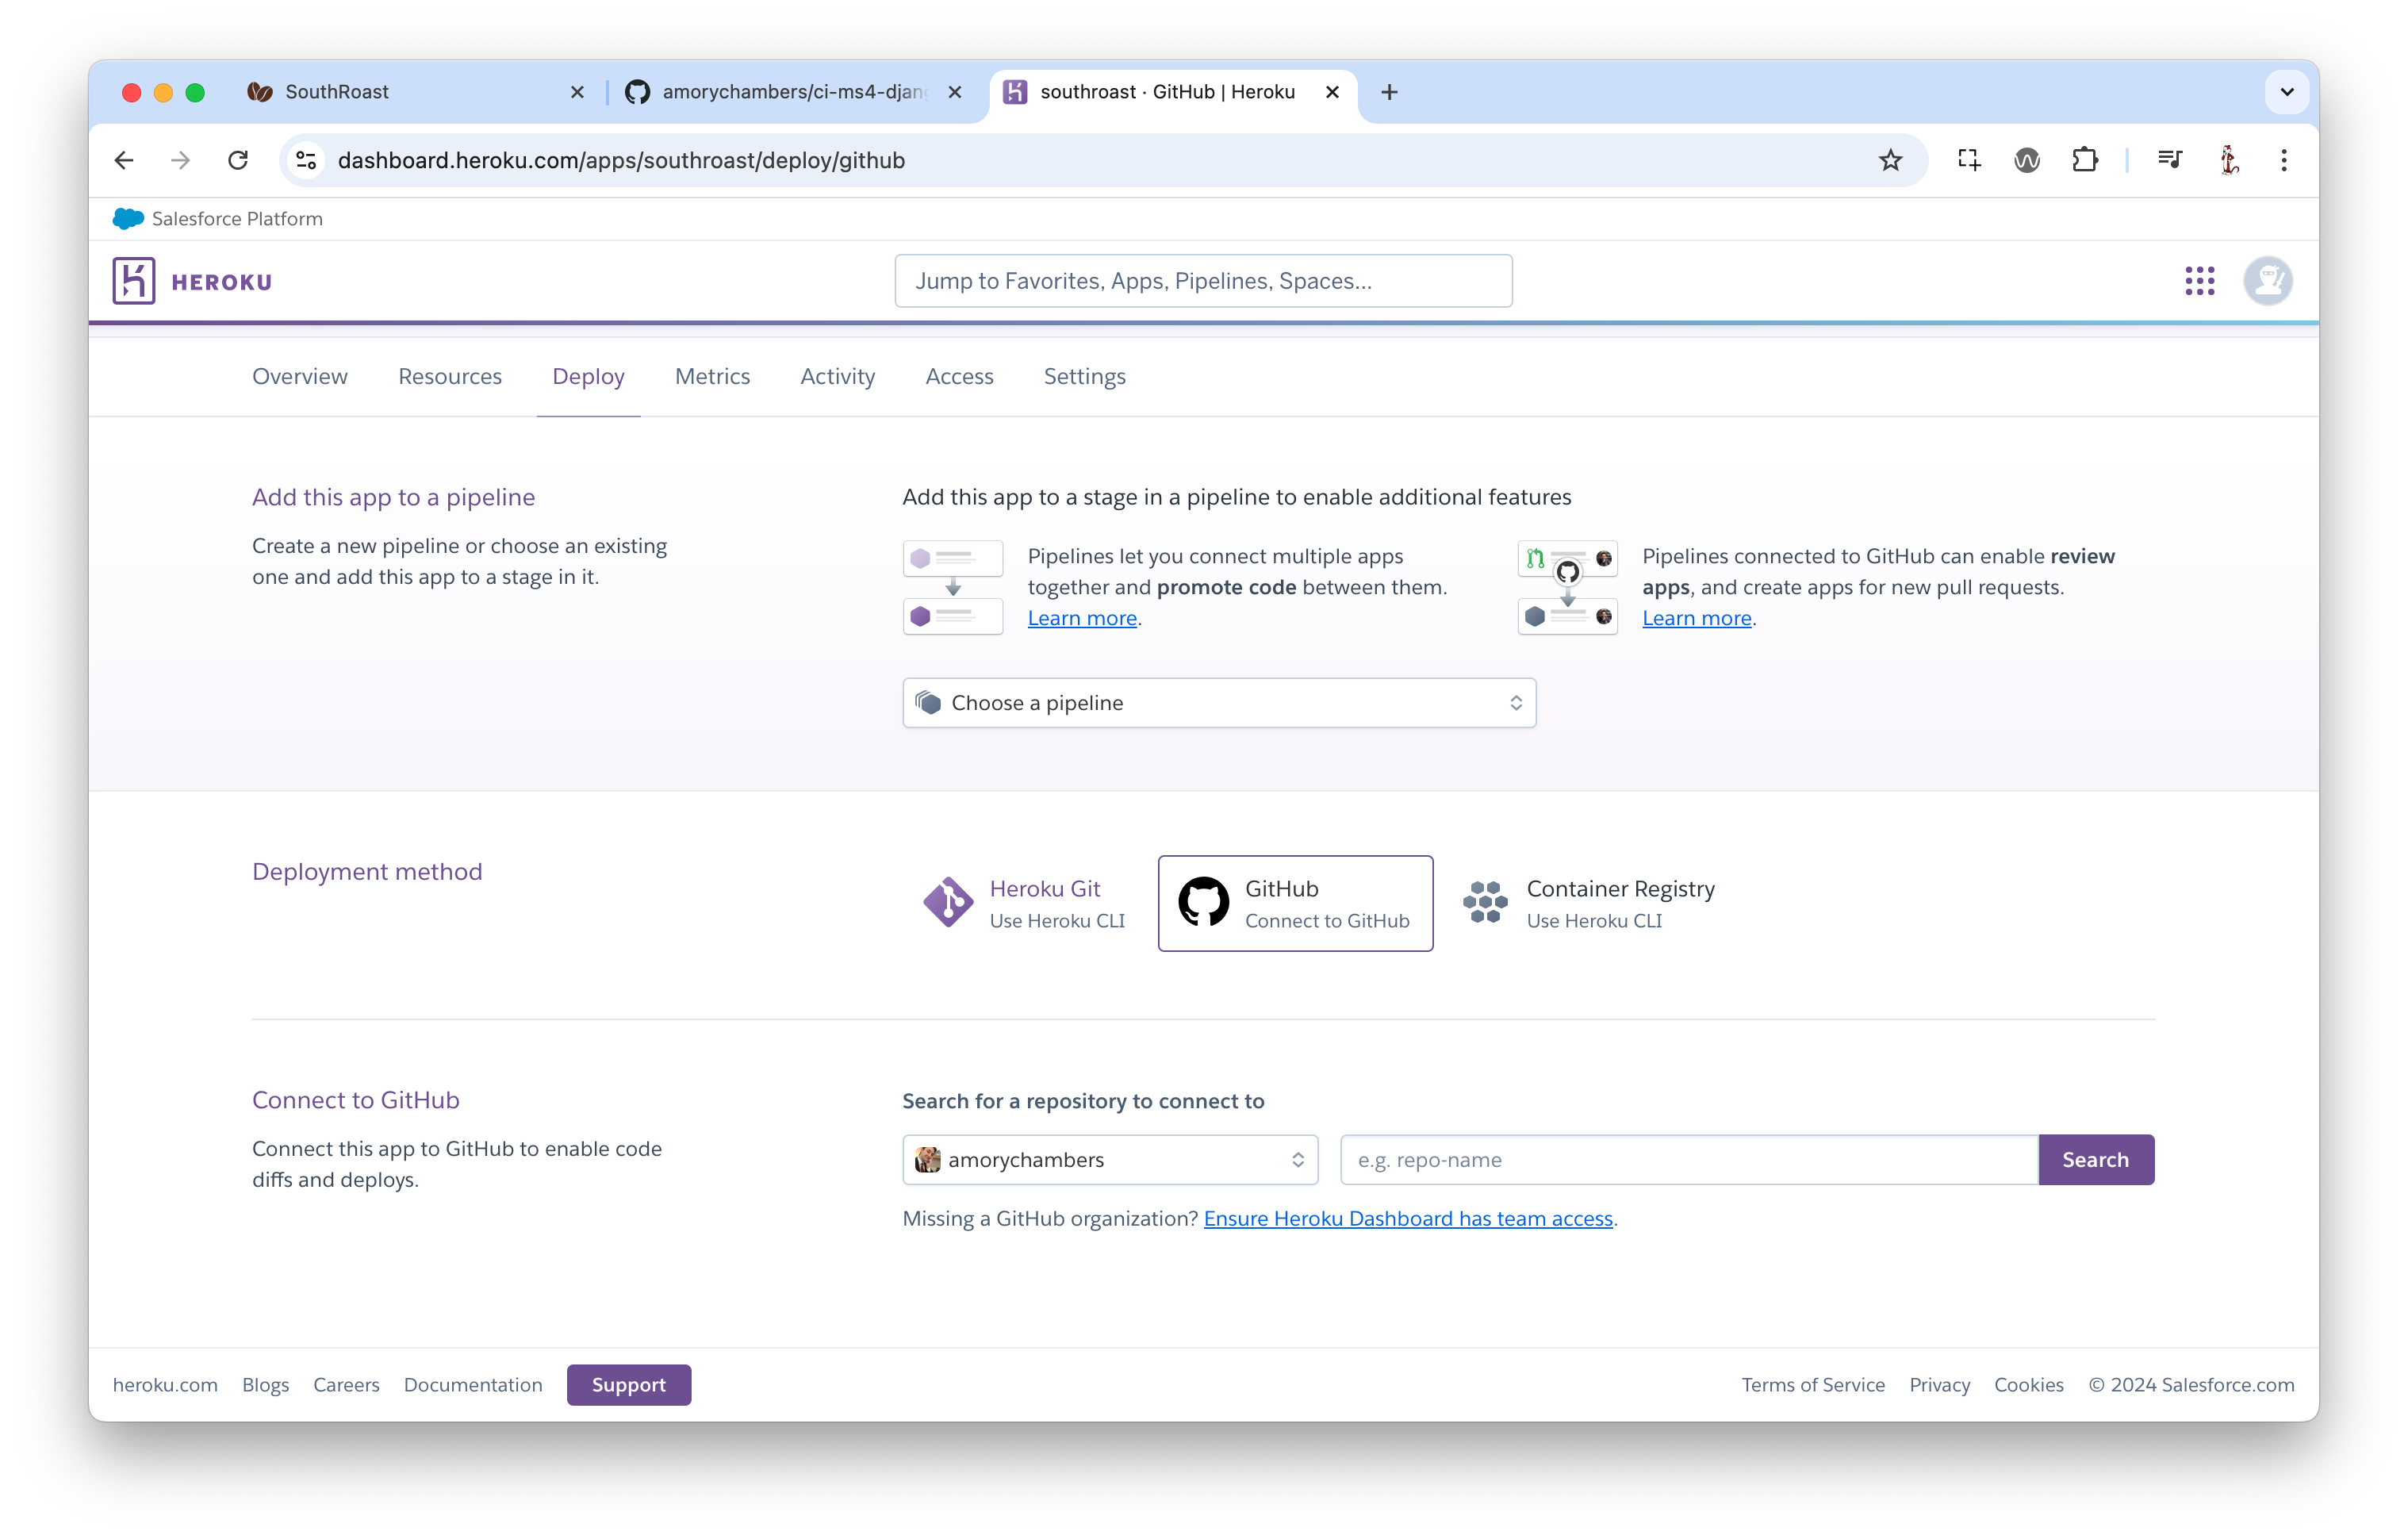 SouthRoast
amorychambers/ci-ms4-djan
southroast · GitHub | Heroku
dashboard.heroku.com/apps/southroast/deploy/github
Salesforce Platform
HEROKU
Jump to Favorites, Apps, Pipelines, Spaces...
Overview
Resources
Deploy
Metrics
Activity
Access
Settings
Add this app to a pipeline
Create a new pipeline or choose an existing
one and add this app to a stage in it.
Add this app to a stage in a pipeline to enable additional features
Pipelines let you connect multiple apps
together and promote code between them.
Learn more.
Pipelines connected to GitHub can enable review
apps, and create apps for new pull requests.
Learn more.
Choose a pipeline
Deployment method
Heroku Git
Use Heroku CLI
GitHub
Connect to GitHub
Container Registry
Use Heroku CLI
Connect to GitHub
Connect this app to GitHub to enable code
diffs and deploys.
Search for a repository to connect to
amorychambers
e.g. repo-name
Search
Missing a GitHub organization? Ensure Heroku Dashboard has team access.
heroku.com
Blogs
Careers
Documentation
Support
Terms of Service
Privacy
Cookies
© 2024 Salesforce.com